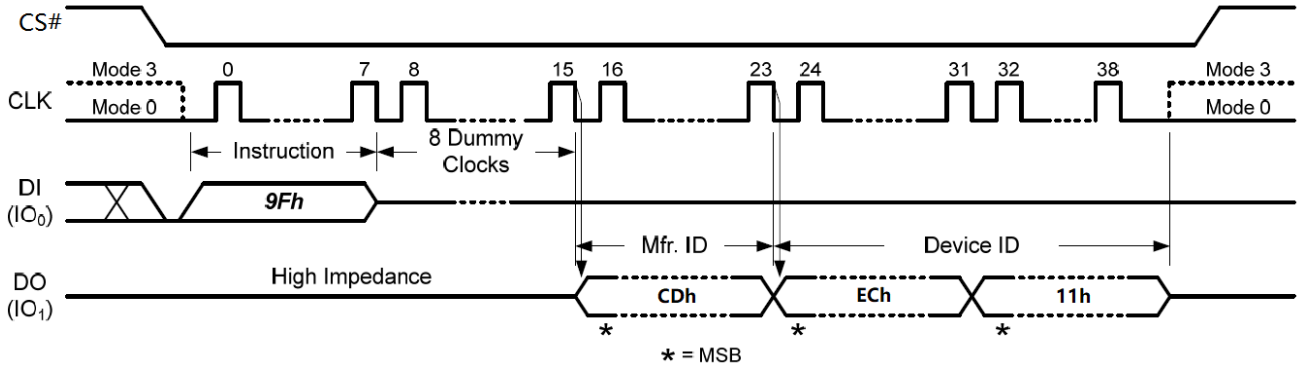 CS#
CLK
Mode 3
Mode 0
0
7
8
15
16
23
24
31
32
38
Mode 3
Mode 0
Instruction
8 Dummy
Clocks
DI
(IO₀)
9Fh
Mfr. ID
Device ID
DO
(IO₁)
High Impedance
CDh
ECh
11h
*
*
*
* = MSB